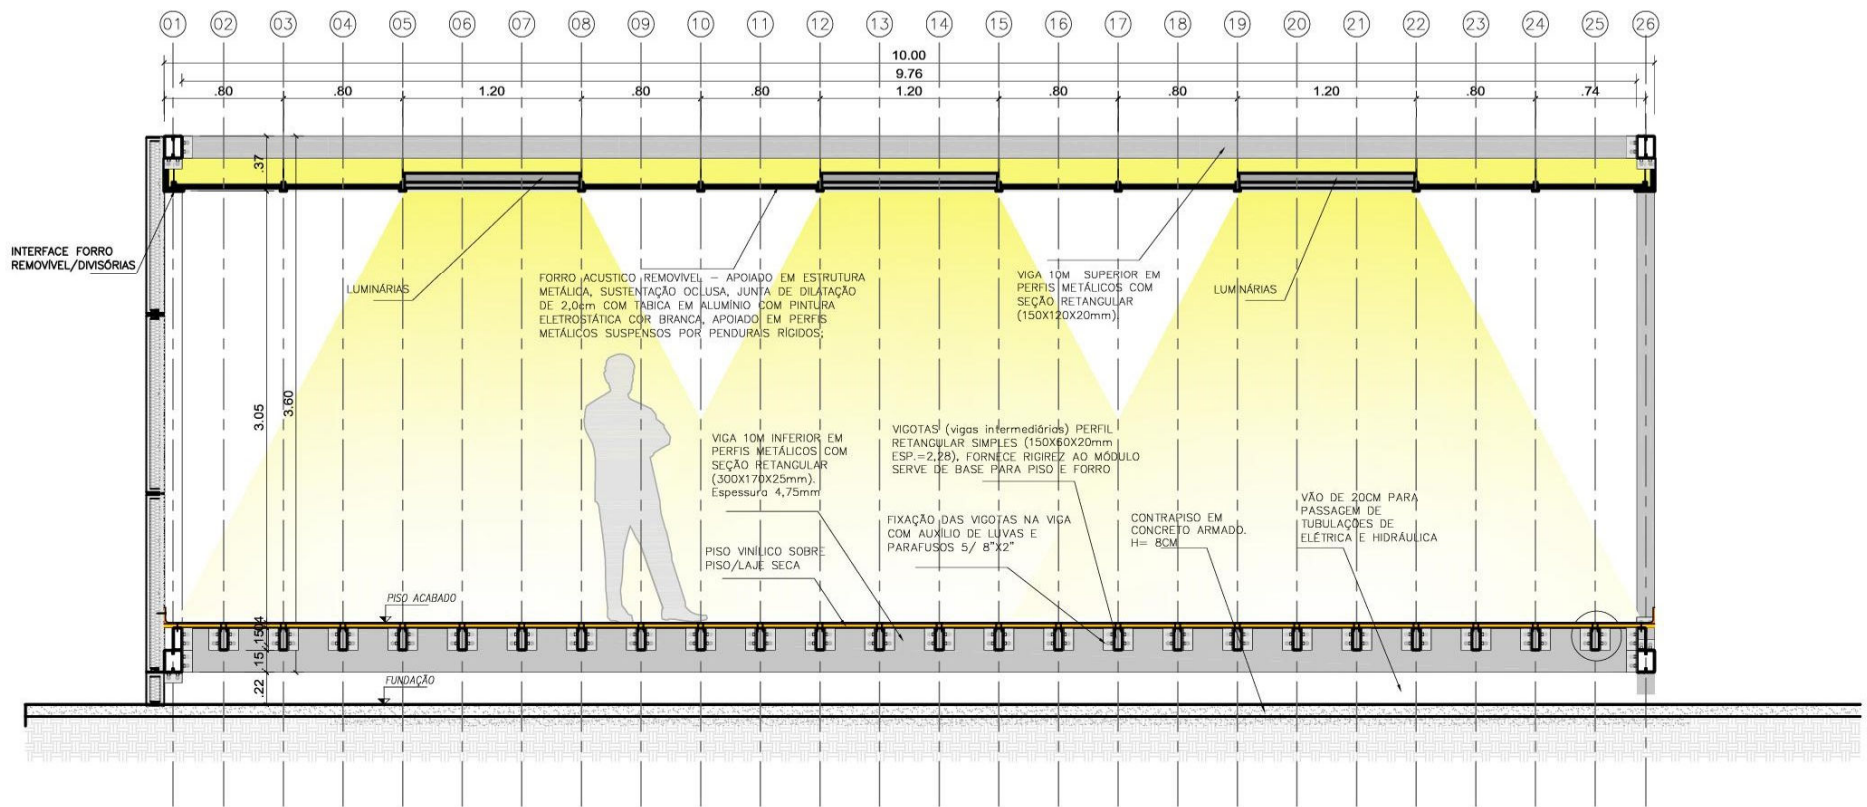 01 02 03 04 05 06 07 08 09 10 11 12 13 14 15 16 17 18 19 20 21 22 23 24 25 26
10.00
9.76
.80 .80 1.20 .80 .80 1.20 .80 .80 1.20 .80 .74
.37
INTERFACE FORRO
REMOVÍVEL/DIVISÓRIAS
LUMINÁRIAS
FORRO ACUSTICO REMOVÍVEL – APOIADO EM ESTRUTURA
METÁLICA, SUSTENTAÇÃO OCLUSA, JUNTA DE DILATAÇÃO
DE 2,0cm COM TABICA EM ALUMÍNIO COM PINTURA
ELETROSTÁTICA COR BRANCA, APOIADO EM PERFIS
METÁLICOS SUSPENSOS POR PENDURAIS RÍGIDOS;
VIGA 10M SUPERIOR EM
PERFIS METÁLICOS COM
SEÇÃO RETANGULAR
(150X120X20mm).
LUMINÁRIAS
3.05
3.60
VIGA 10M INFERIOR EM
PERFIS METÁLICOS COM
SEÇÃO RETANGULAR
(300X170X25mm).
Espessura 4,75mm
VIGOTAS (vigas intermediárias) PERFIL
RETANGULAR SIMPLES (150X60X20mm
ESP.=2,28), FORNECE RIGIREZ AO MÓDULO
SERVE DE BASE PARA PISO E FORRO
FIXAÇÃO DAS VIGOTAS NA VIGA
COM AUXÍLIO DE LUVAS E
PARAFUSOS 5/ 8"X2"
CONTRAPISO EM
CONCRETO ARMADO.
H= 8CM
VÃO DE 20CM PARA
PASSAGEM DE
TUBULAÇÕES DE
ELÉTRICA E HIDRÁULICA
PISO VINÍLICO SOBRE
PISO/LAJE SECA
PISO ACABADO
.15 .1504
.22
FUNDAÇÃO